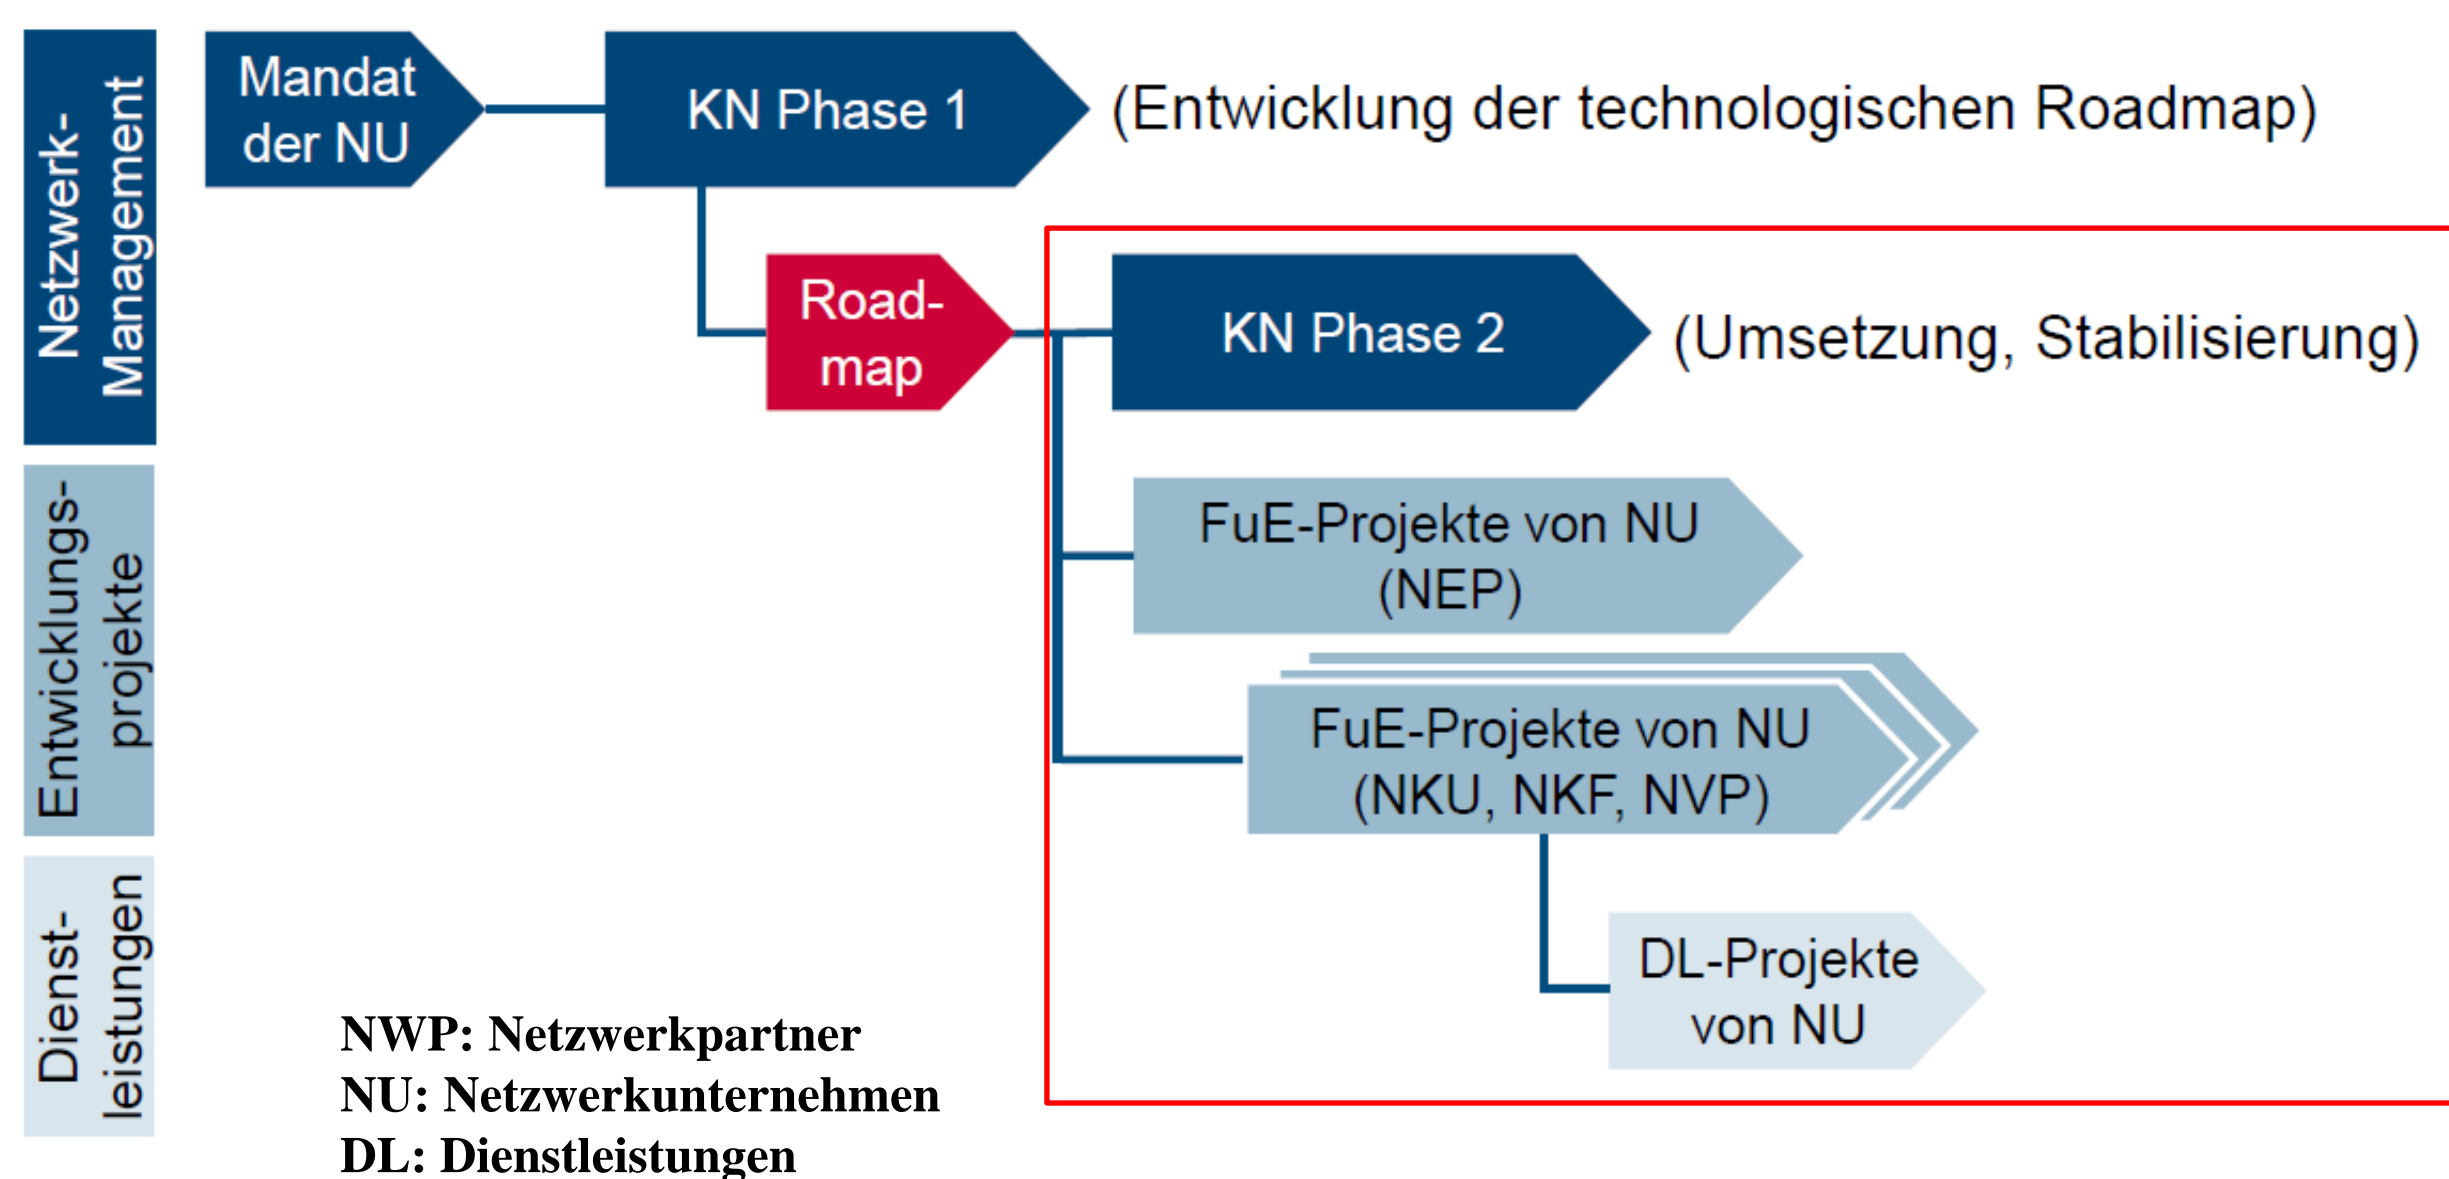 Netzwerk-
Management
Mandat
der NU
KN Phase 1
(Entwicklung der technologischen Roadmap)
Road-
map
KN Phase 2
(Umsetzung, Stabilisierung)
Entwicklungs-
projekte
FuE-Projekte von NU
(NEP)
FuE-Projekte von NU
(NKU, NKF, NVP)
Dienst-
leistungen
DL-Projekte
von NU
NWP: Netzwerkpartner
NU: Netzwerkunternehmen
DL: Dienstleistungen